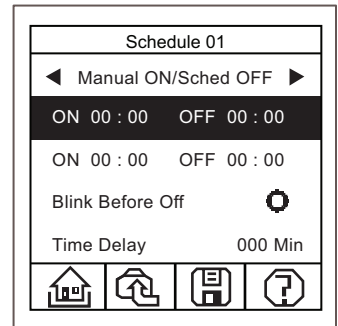 Schedule 01
Manual ON/Sched OFF
ON 00 : 00 OFF 00 : 00
ON 00 : 00 OFF 00 : 00
Blink Before Off
Time Delay 000 Min
?